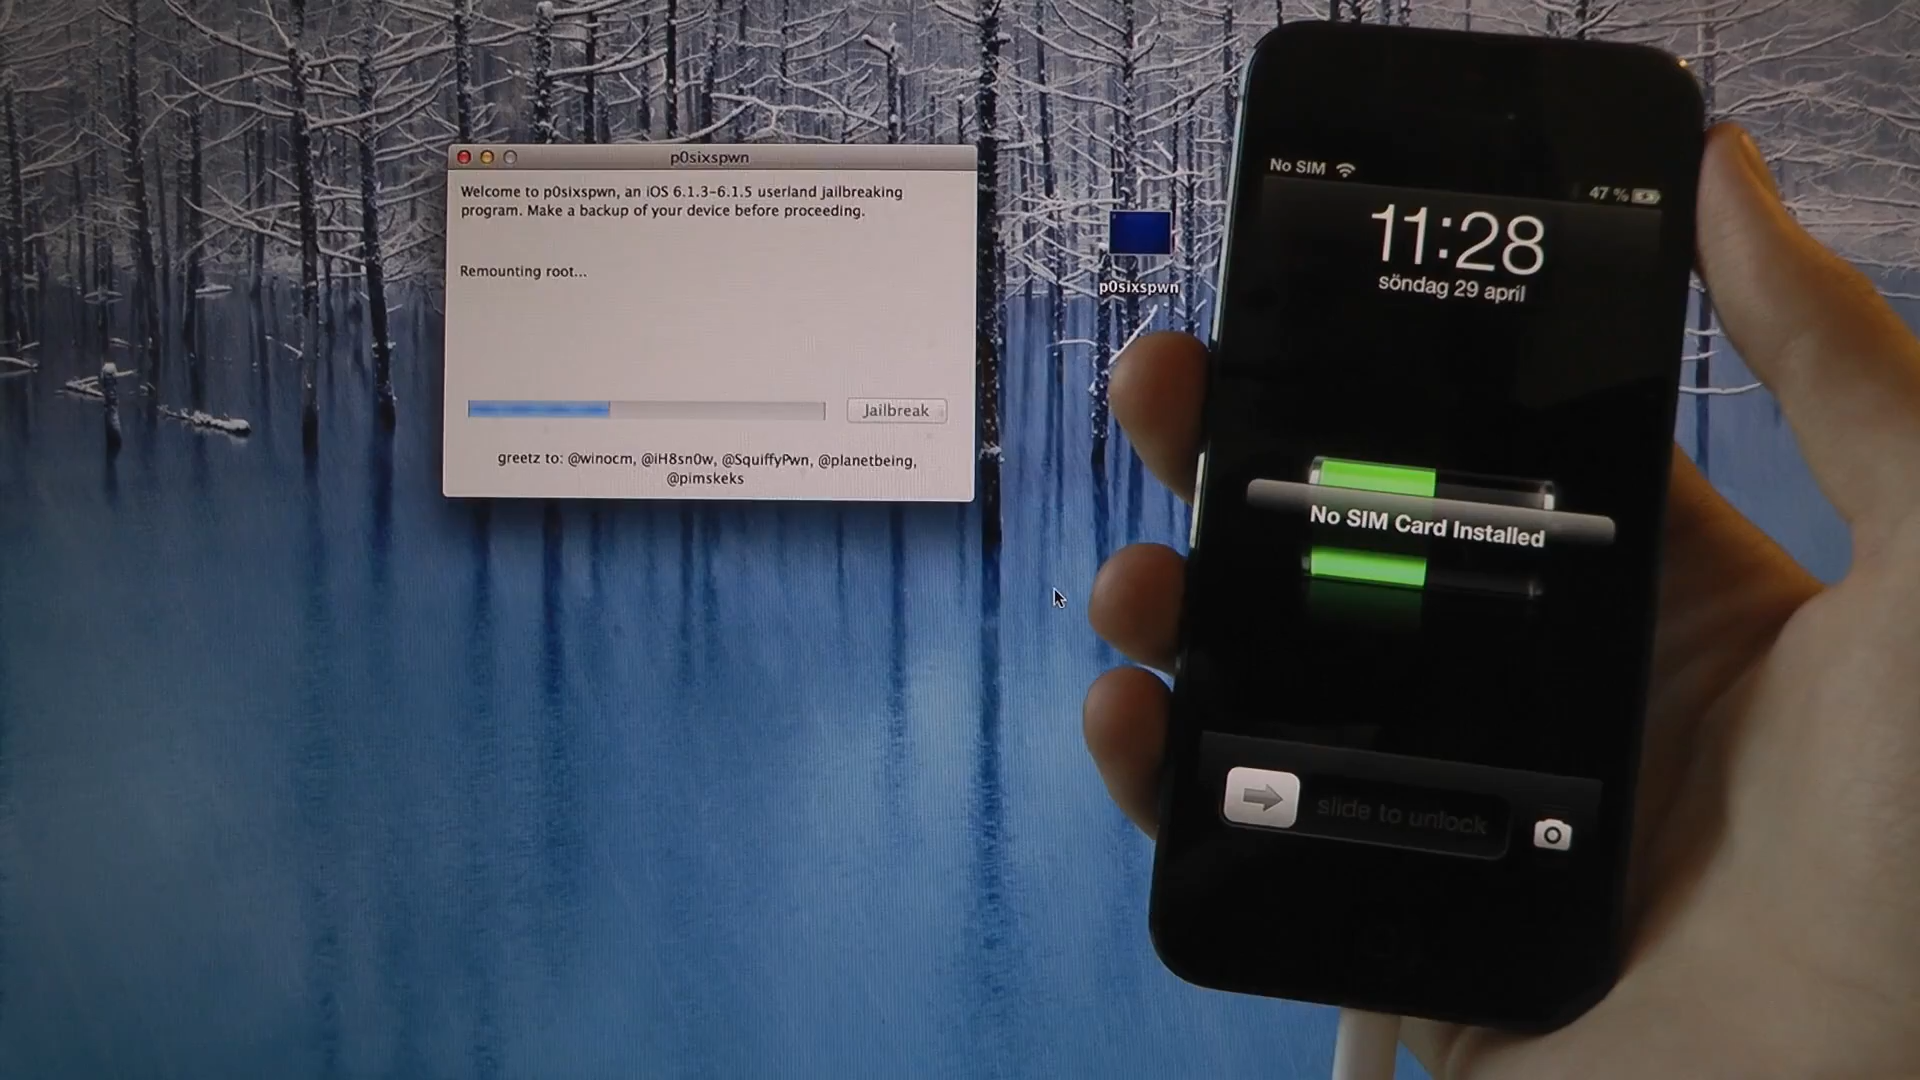 p0sixspwn
Welcome to p0sixspwn, an iOS 6.1.3-6.1.5 userland jailbreaking
program. Make a backup of your device before proceeding.
Remounting root...
Jailbreak
greetz to: @winocm, @iH8sn0w, @SquiffyPwn, @planetbeing,
@pimskeks
p0sixspwn
No SIM
47 %
11:28
söndag 29 april
No SIM Card Installed
slide to unlock